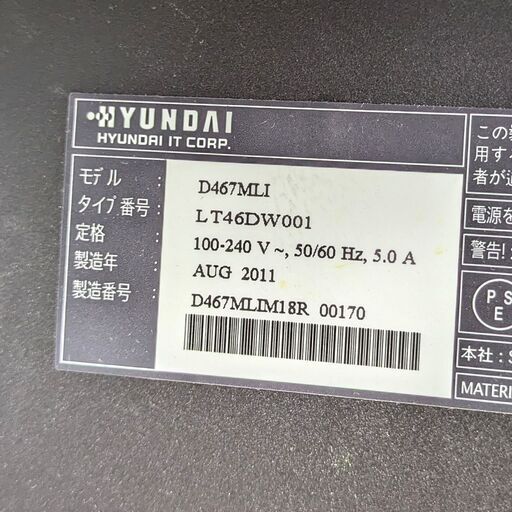 HYUNDAI
HYUNDAI IT CORP.
モデル : D467MLI
タイプ番号 : LT46DW001
定格 : 100-240 V ~, 50/60 Hz, 5.0 A
製造年 : AUG 2011
製造番号 : D467MLIM18R 00170
この
用する
者が
電源を
警告!
P S
E
本社 : S
MATERI